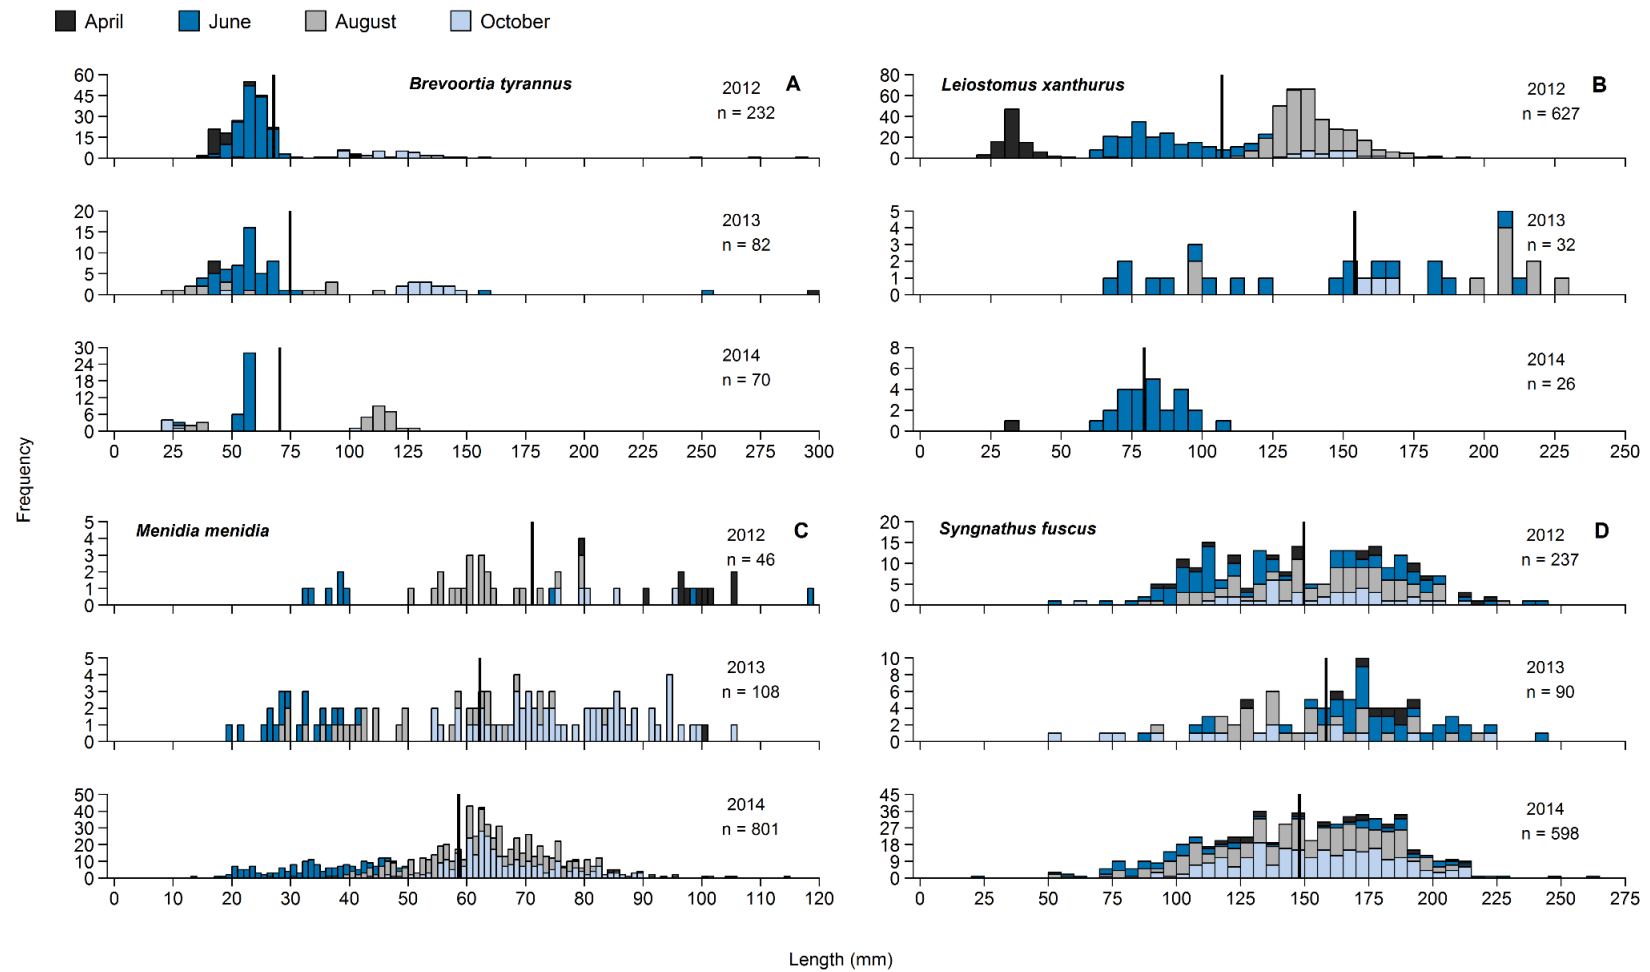 April June August October
Brevoortia tyrannus
A
2012
n = 232
60
45
30
15
0
2013
n = 82
20
15
10
5
0
2014
n = 70
30
24
18
12
6
0
0 25 50 75 100 125 150 175 200 225 250 275 300
Leiostomus xanthurus
B
2012
n = 627
80
60
40
20
0
2013
n = 32
5
4
3
2
1
0
2014
n = 26
8
6
4
2
0
0 25 50 75 100 125 150 175 200 225 250
Frequency
Menidia menidia
C
2012
n = 46
5
4
3
2
1
0
2013
n = 108
5
4
3
2
1
0
2014
n = 801
50
40
30
20
10
0
0 10 20 30 40 50 60 70 80 90 100 110 120
Syngnathus fuscus
D
2012
n = 237
20
15
10
5
0
2013
n = 90
10
8
6
4
2
0
2014
n = 598
45
36
27
18
9
0
0 25 50 75 100 125 150 175 200 225 250 275
Length (mm)